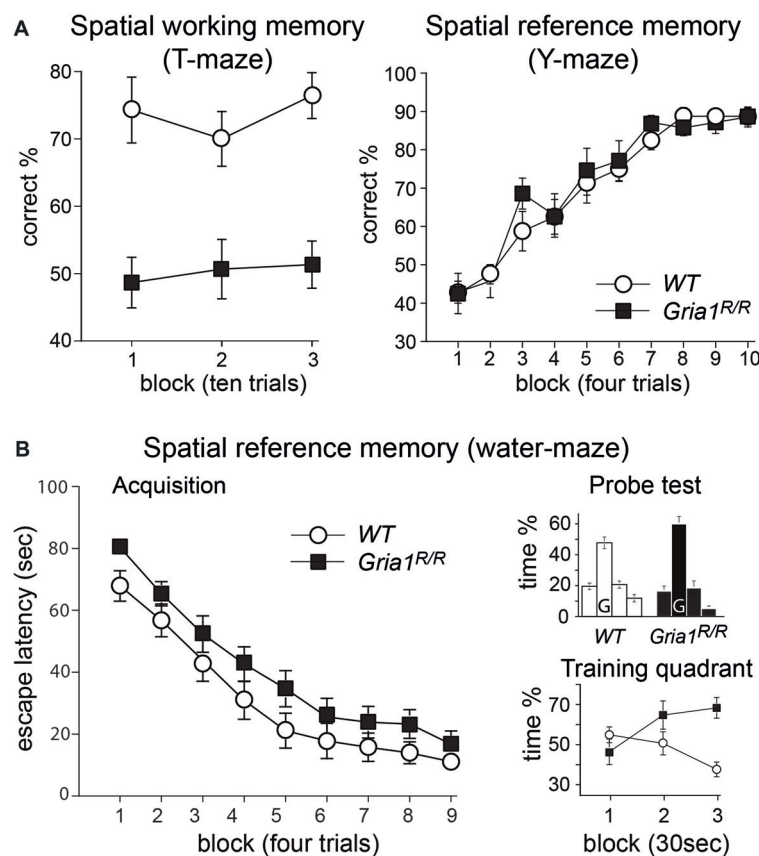 A
Spatial working memory
(T-maze)
correct %
80
70
60
50
40
1 2 3
block (ten trials)
Spatial reference memory
(Y-maze)
correct %
100
90
80
70
60
50
40
30
WT
Gria1R/R
1 2 3 4 5 6 7 8 9 10
block (four trials)
B
Spatial reference memory (water-maze)
Acquisition
escape latency (sec)
100
80
60
40
20
0
WT
Gria1R/R
1 2 3 4 5 6 7 8 9
block (four trials)
Probe test
time %
60
40
20
0
G G
WT Gria1R/R
Training quadrant
time %
70
50
30
1 2 3
block (30sec)